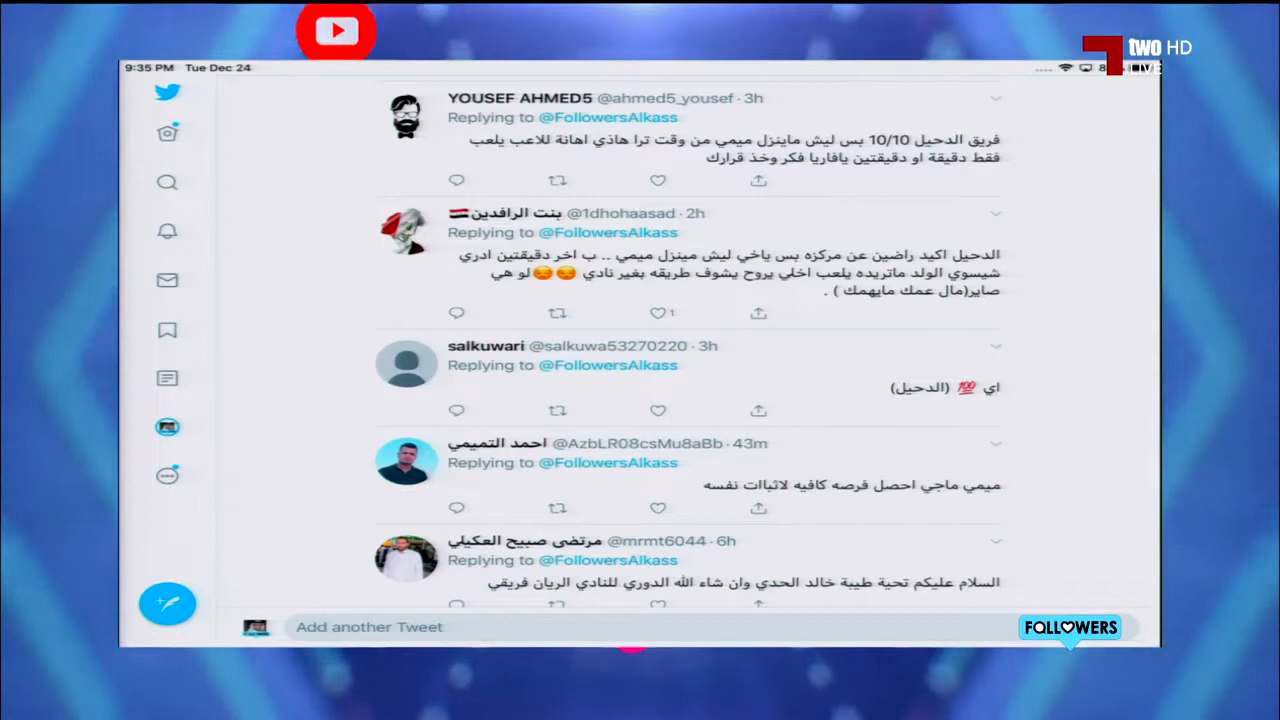 two HD
LIVE
9:35 PM Tue Dec 24
YOUSEF AHMED5 @ahmed5_yousef · 3h
Replying to @FollowersAlkass
فريق الدحيل 10/10 بس ليش ماينزل ميمي من وقت ترا هاذي اهانة للاعب يلعب
فقط دقيقة او دقيقتين يافاريا فكر وخذ قرارك
بنت الرافدين🇾🇪 @1dhohaasad · 2h
Replying to @FollowersAlkass
الدحيل اكيد راضين عن مركزه بس ياخي ليش مينزل ميمي .. ب اخر دقيقتين ادري
شيسوي الولد ماتريده يلعب اخلي يروح يشوف طريقه بغير نادي 😣😣لو هي
صاير(مال عمك مايهمك ) .
1
salkuwari @salkuwa53270220 · 3h
Replying to @FollowersAlkass
اي 💯 (الدحيل)
احمد التميمي @AzbLR08csMu8aBb · 43m
Replying to @FollowersAlkass
ميمي ماجي احصل فرصه كافيه لاثباات نفسه
مرتضى صبيح العكيلي @mrmt6044 · 6h
Replying to @FollowersAlkass
السلام عليكم تحية طيبة خالد الحدي وان شاء الله الدوري للنادي الريان فريقي
Add another Tweet
FOLLOWERS